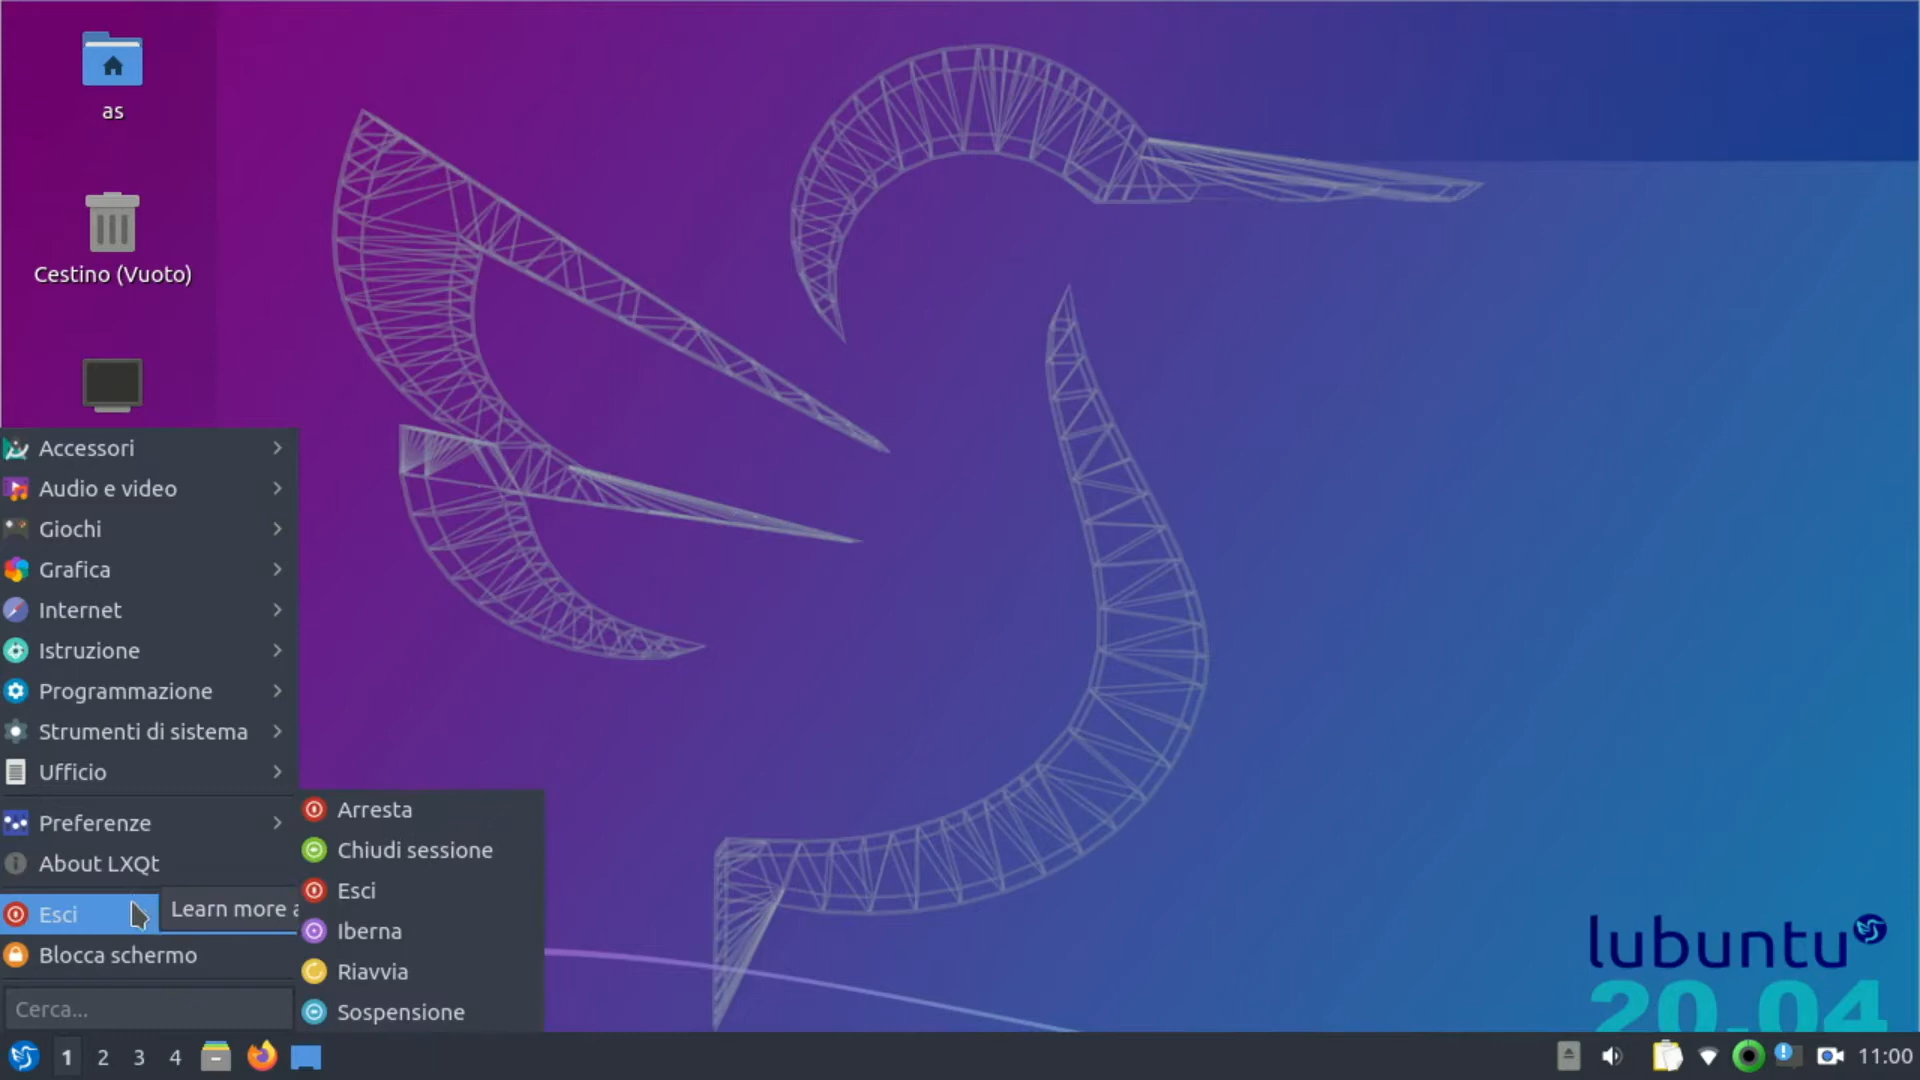 as
Cestino (Vuoto)
Accessori
Audio e video
Giochi
Grafica
Internet
Istruzione
Programmazione
Strumenti di sistema
Ufficio
Preferenze
About LXQt
Esci
Learn more a
Blocca schermo
Cerca...
Arresta
Chiudi sessione
Esci
Iberna
Riavvia
Sospensione
lubuntu
20.04
1 2 3 4
11:00